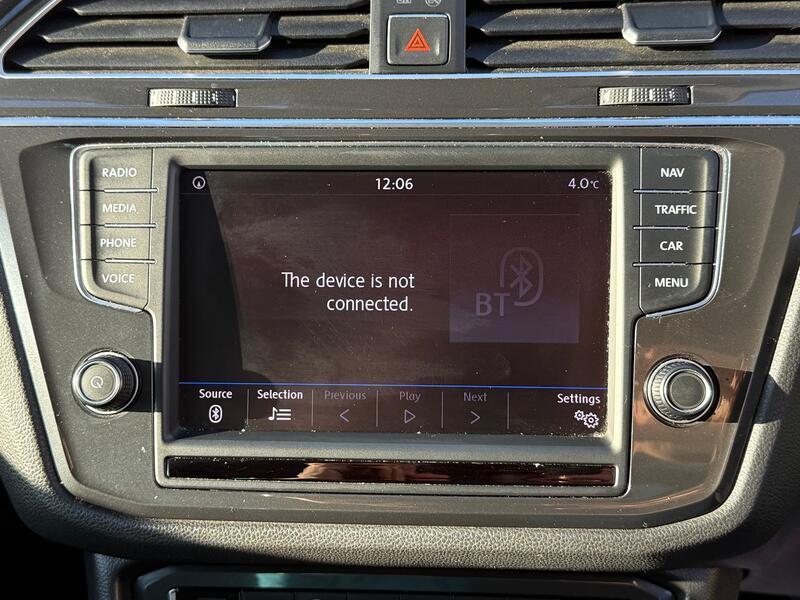 RADIO
MEDIA
PHONE
VOICE
12:06
4.0°C
The device is not
connected.
BT
Source
Selection
Previous
Play
Next
Settings
NAV
TRAFFIC
CAR
MENU